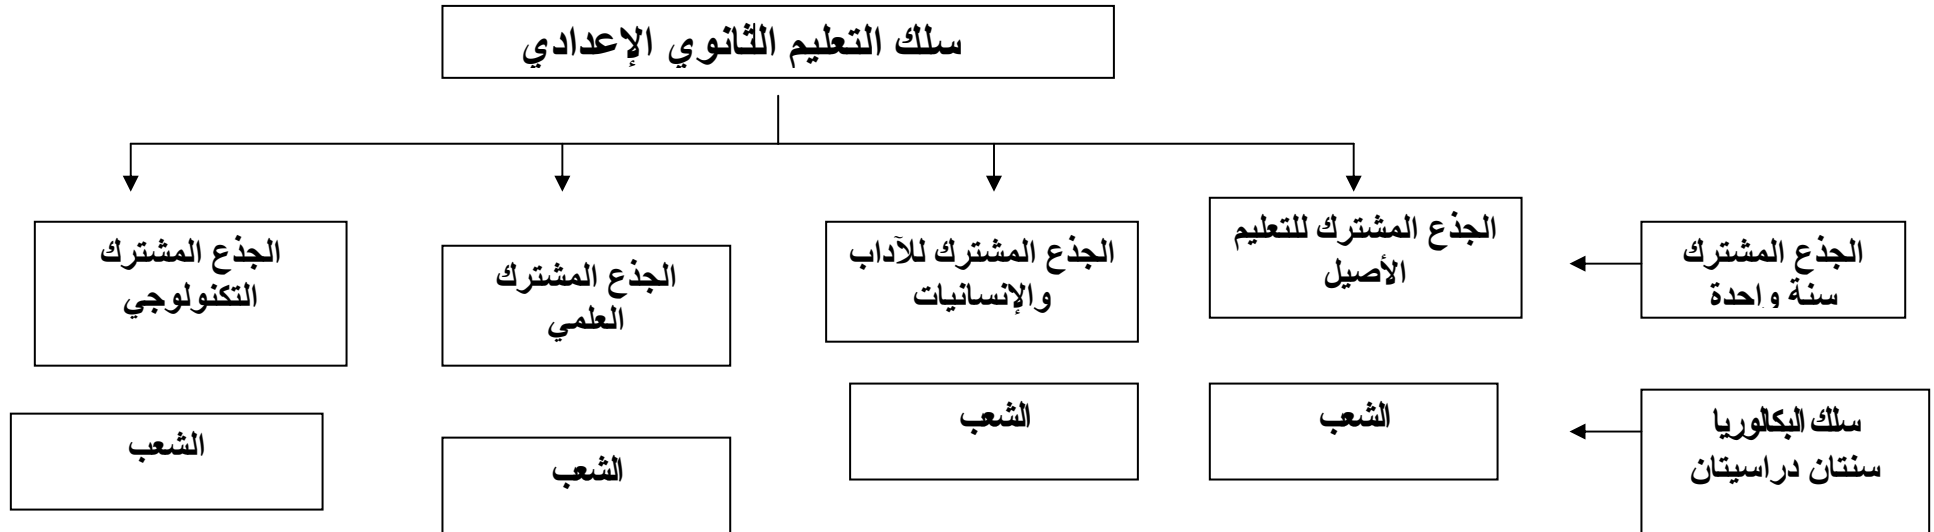 سلك التعليم الثانوي الإعدادي
الجذع المشترك
سنة واحدة
الجذع المشترك للتعليم
الأصيل
الجذع المشترك للآداب
والإنسانيات
الجذع المشترك
العلمي
الجذع المشترك
التكنولوجي
سلك البكالوريا
سنتان دراسيتان
الشعب
الشعب
الشعب
الشعب